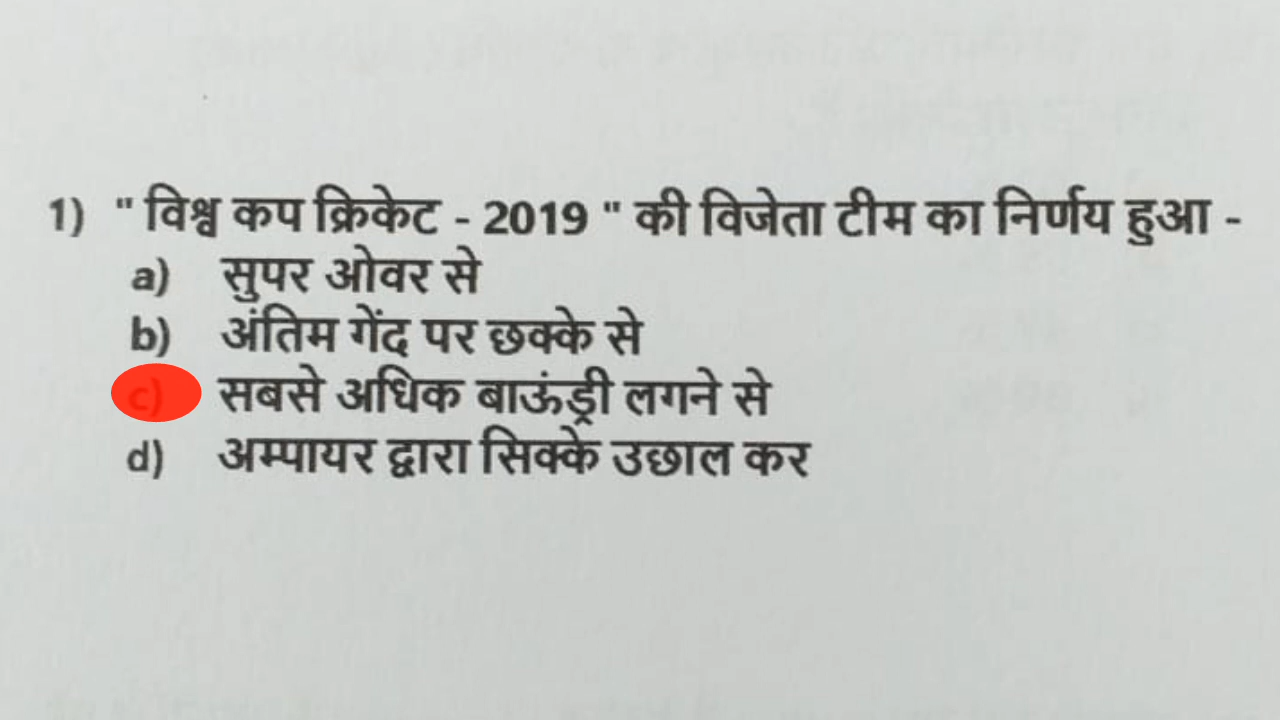 1) " विश्व कप क्रिकेट - 2019 " की विजेता टीम का निर्णय हुआ -
a) सुपर ओवर से
b) अंतिम गेंद पर छक्के से
c) सबसे अधिक बाऊंड्री लगने से
d) अम्पायर द्वारा सिक्के उछाल कर